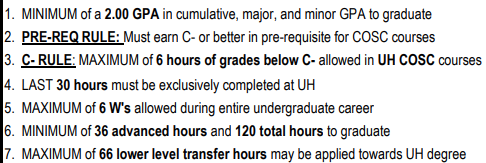 1. MINIMUM of a 2.00 GPA in cumulative, major, and minor GPA to graduate
2. PRE-REQ RULE: Must earn C- or better in pre-requisite for COSC courses
3. C- RULE: MAXIMUM of 6 hours of grades below C- allowed in UH COSC courses
4. LAST 30 hours must be exclusively completed at UH
5. MAXIMUM of 6 W's allowed during entire undergraduate career
6. MINIMUM of 36 advanced hours and 120 total hours to graduate
7. MAXIMUM of 66 lower level transfer hours may be applied towards UH degree